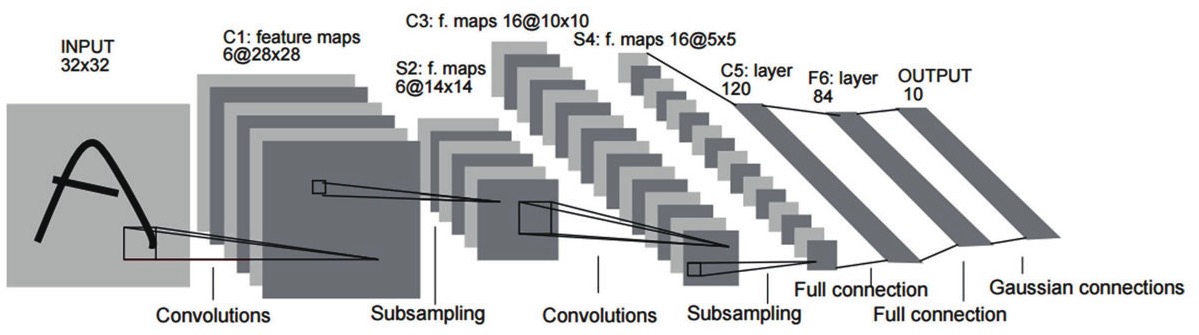 INPUT
32x32
C1: feature maps
6@28x28
S2: f. maps
6@14x14
C3: f. maps 16@10x10
S4: f. maps 16@5x5
C5: layer
120
F6: layer
84
OUTPUT
10
A
Convolutions
Subsampling
Convolutions
Subsampling
Full connection
Full connection
Gaussian connections